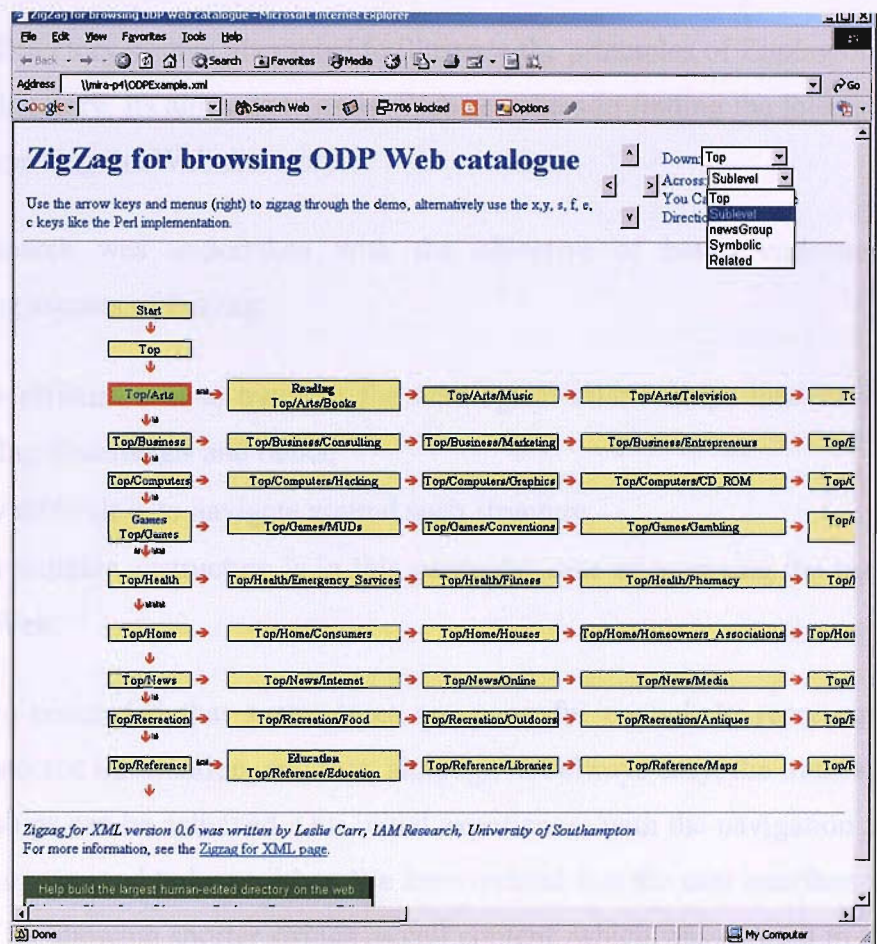 ZigZag for browsing ODP Web catalogue - Microsoft Internet Explorer
File Edit View Favorites Tools Help
Back Search Favorites Media
Address \\mira-p4\ODPExample.xml Go
Google Search Web 706 blocked Options
ZigZag for browsing ODP Web catalogue
Use the arrow keys and menus (right) to zigzag through the demo, alternatively use the x,y, s, f, e,
c keys like the Perl implementation.
^ < > v
Down: Top
Across: Sublevel
You Ca
Directio
Top
Sublevel
newsGroup
Symbolic
Related
Start
Top
Top/Arts Reading Top/Arts/Music Top/Arts/Television
Top/Arts/Books
Top/Business Top/Business/Consulting Top/Business/Marketing Top/Business/Entrepreneurs
Top/Computers Top/Computers/Hacking Top/Computers/Graphics Top/Computers/CD_ROM
Games
Top/Games Top/Games/MUDs Top/Games/Conventions Top/Games/Gambling
Top/Health Top/Health/Emergency_Services Top/Health/Fitness Top/Health/Pharmacy
Top/Home Top/Home/Consumers Top/Home/Houses Top/Home/Homeowners_Associations Top/Hon
Top/News Top/News/Internet Top/News/Online Top/News/Media
Top/Recreation Top/Recreation/Food Top/Recreation/Outdoors Top/Recreation/Antiques
Top/Reference Education Top/Reference/Libraries Top/Reference/Maps
Top/Reference/Education
Zigzag for XML version 0.6 was written by Leslie Carr, IAM Research, University of Southampton
For more information, see the Zigzag for XML page.
Help build the largest human-edited directory on the web
Done My Computer